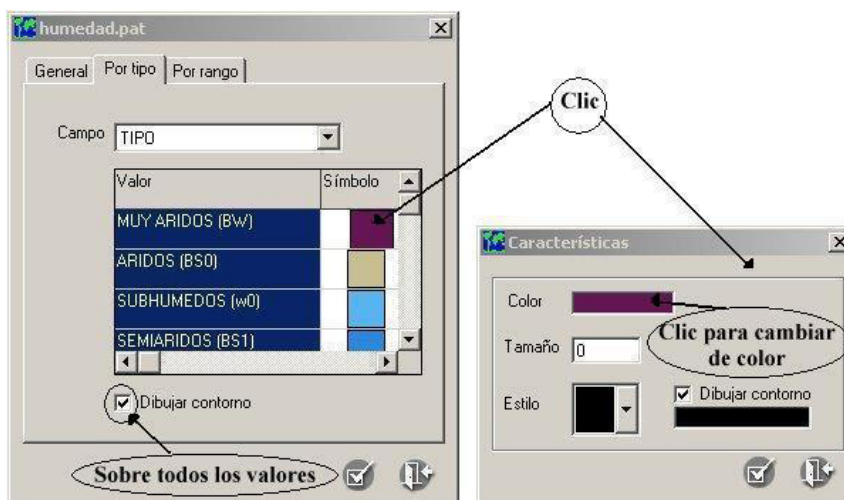 humedad.pat
General Por tipo Por rango
Campo TIPO
Valor Símbolo
MUY ARIDOS (BW)
ARIDOS (BS0)
SUBHUMEDOS (w0)
SEMIARIDOS (BS1)
Dibujar contorno
Sobre todos los valores
Clic
Características
Color
Clic para cambiar
de color
Tamaño 0
Estilo
Dibujar contorno